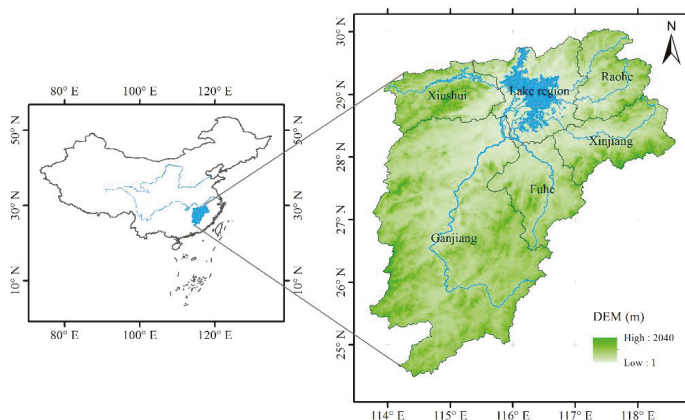 80° E 100° E 120° E
50° N
30° N
10° N
50° N
30° N
10° N
80° E 100° E 120° E
N
30° N
29° N
28° N
27° N
26° N
25° N
Xiushui
Lake region
Raohe
Xinjiang
Fuhe
Ganjiang
DEM (m)
High : 2040
Low : 1
114° E 115° E 116° E 117° E 118° E